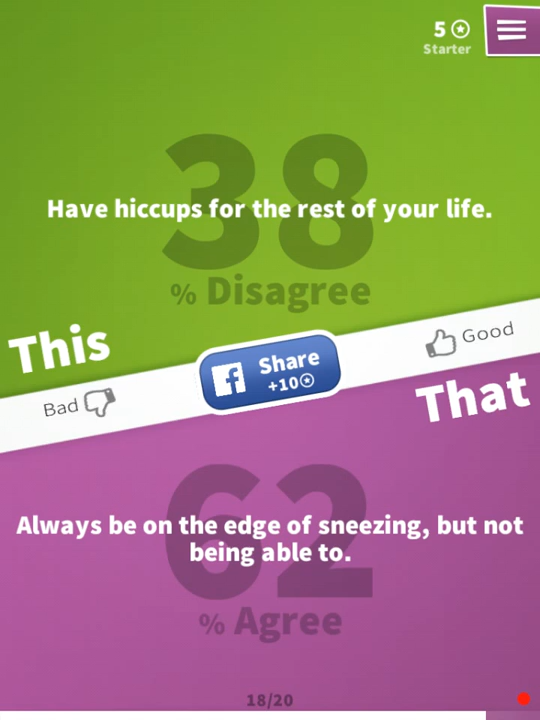 5
Starter
38
Have hiccups for the rest of your life.
% Disagree
This
Good
Share
+10
Bad
That
62
Always be on the edge of sneezing, but not
being able to.
% Agree
18/20